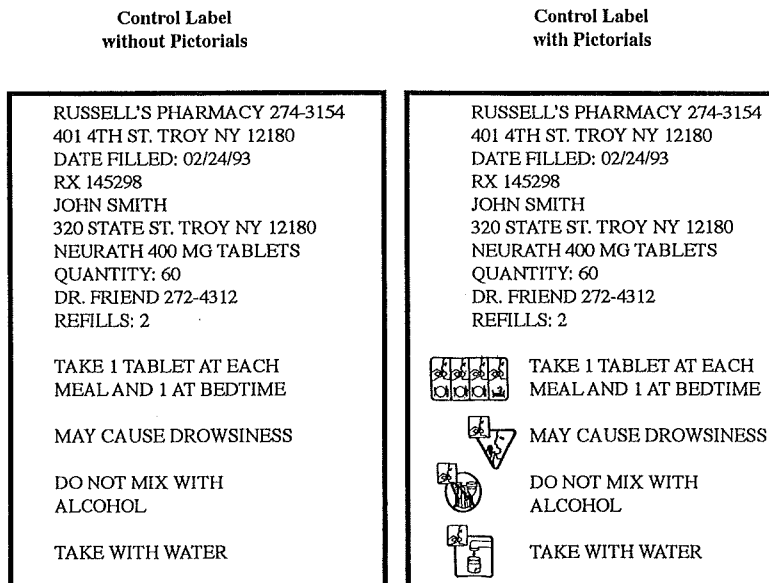 Control Label
without Pictorials
RUSSELL'S PHARMACY 274-3154
401 4TH ST. TROY NY 12180
DATE FILLED: 02/24/93
RX 145298
JOHN SMITH
320 STATE ST. TROY NY 12180
NEURATH 400 MG TABLETS
QUANTITY: 60
DR. FRIEND 272-4312
REFILLS: 2
TAKE 1 TABLET AT EACH
MEAL AND 1 AT BEDTIME
MAY CAUSE DROWSINESS
DO NOT MIX WITH
ALCOHOL
TAKE WITH WATER
Control Label
with Pictorials
RUSSELL'S PHARMACY 274-3154
401 4TH ST. TROY NY 12180
DATE FILLED: 02/24/93
RX 145298
JOHN SMITH
320 STATE ST. TROY NY 12180
NEURATH 400 MG TABLETS
QUANTITY: 60
DR. FRIEND 272-4312
REFILLS: 2
TAKE 1 TABLET AT EACH
MEAL AND 1 AT BEDTIME
MAY CAUSE DROWSINESS
DO NOT MIX WITH
ALCOHOL
TAKE WITH WATER